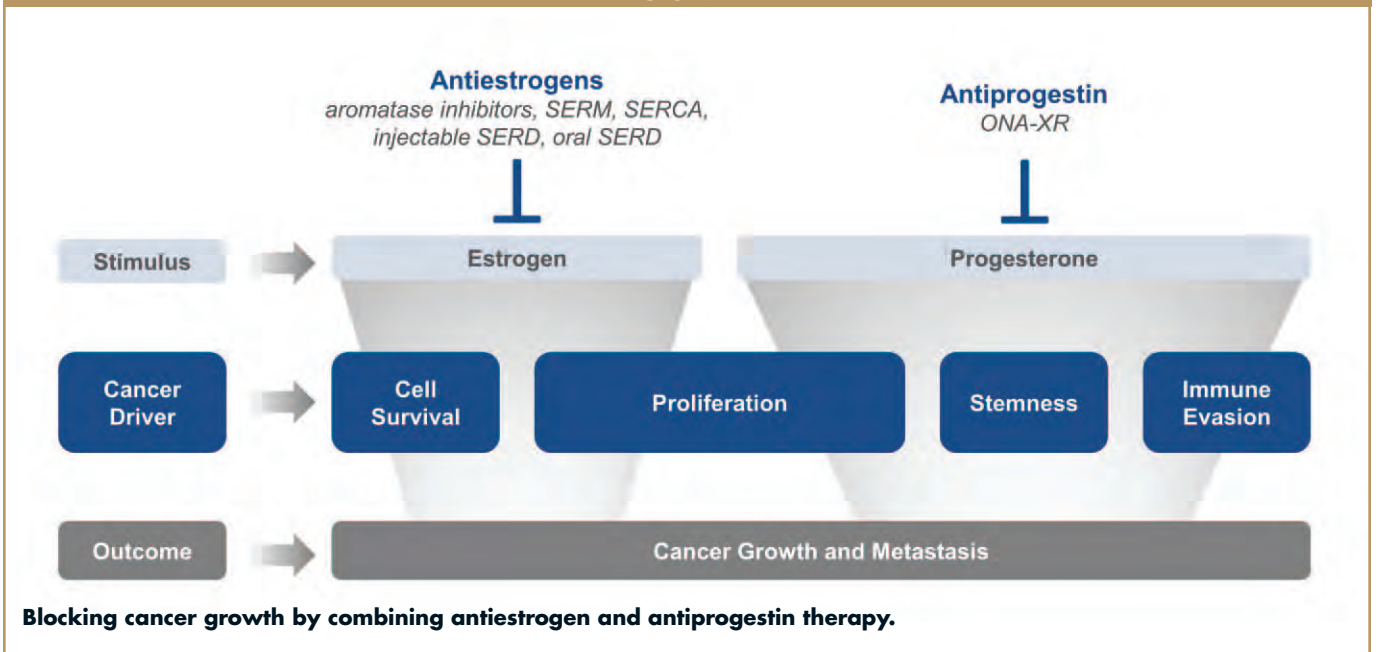 Antiestrogens
aromatase inhibitors, SERM, SERCA,
injectable SERD, oral SERD
Antiprogestin
ONA-XR
Stimulus
Estrogen
Progesterone
Cancer
Driver
Cell
Survival
Proliferation
Stemness
Immune
Evasion
Outcome
Cancer Growth and Metastasis
Blocking cancer growth by combining antiestrogen and antiprogestin therapy.